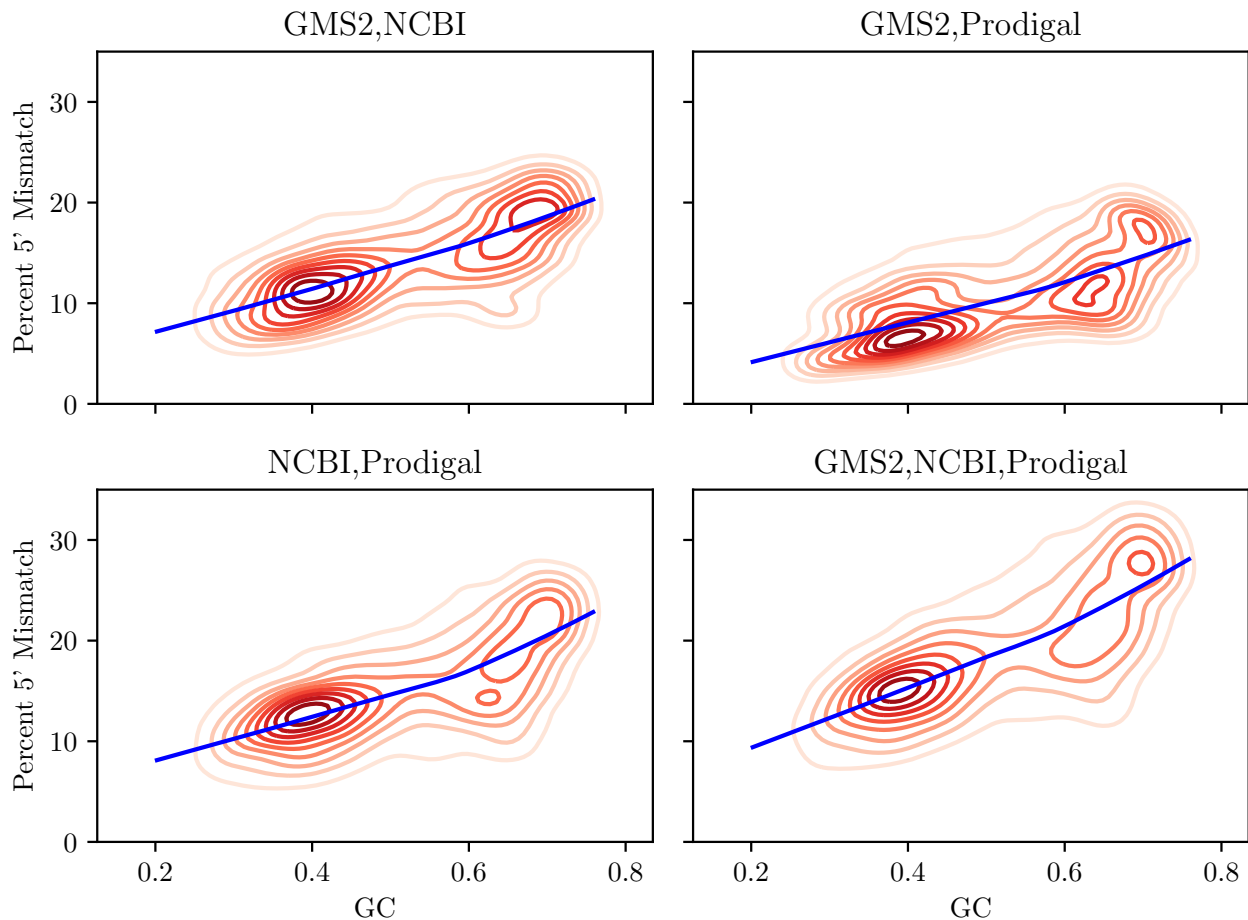 GMS2,NCBI
GMS2,Prodigal
Percent 5' Mismatch
30
20
10
0
NCBI,Prodigal
GMS2,NCBI,Prodigal
Percent 5' Mismatch
30
20
10
0
0.2 0.4 0.6 0.8
0.2 0.4 0.6 0.8
GC
GC